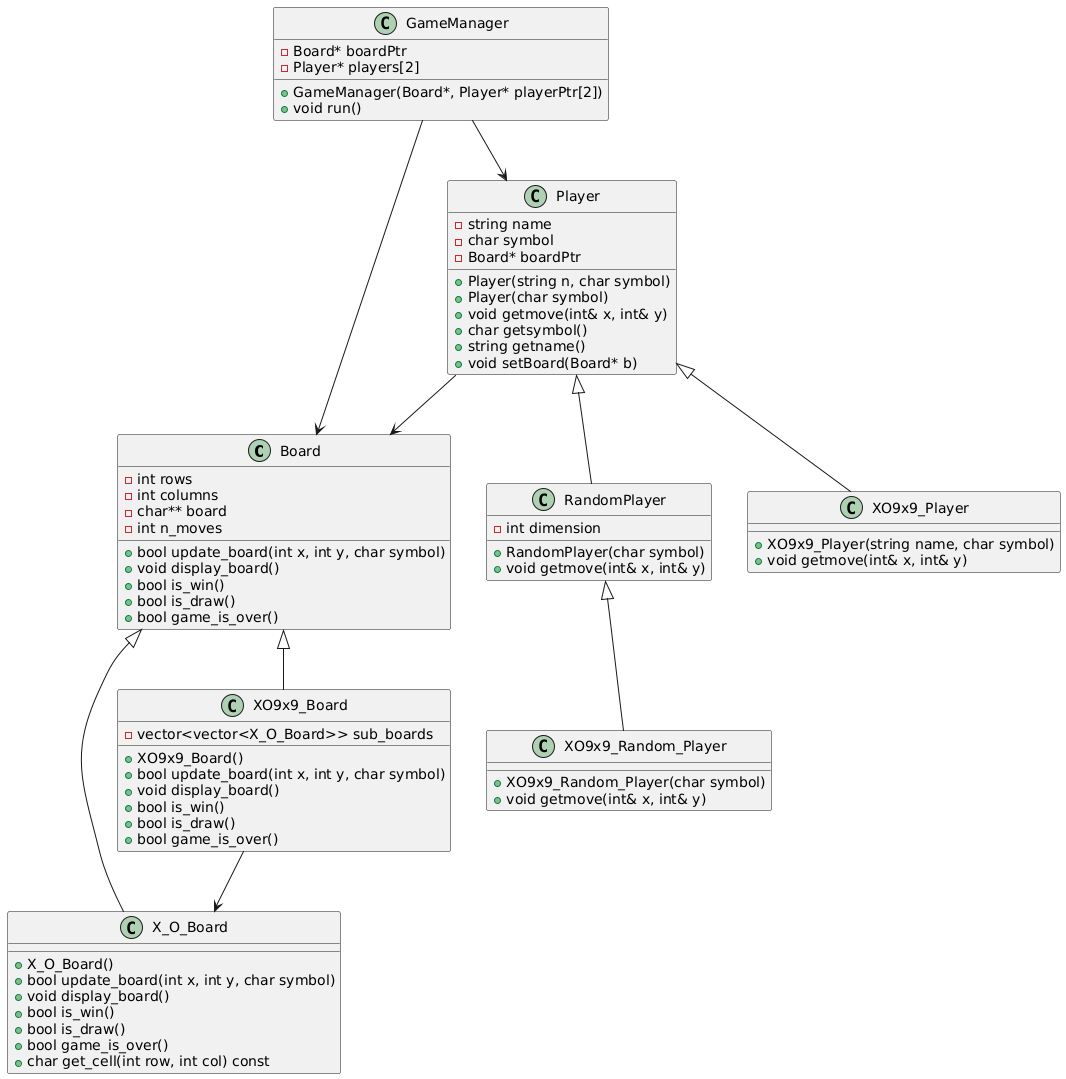 C GameManager
Board* boardPtr
Player* players[2]
GameManager(Board*, Player* playerPtr[2])
void run()
C Player
string name
char symbol
Board* boardPtr
Player(string n, char symbol)
Player(char symbol)
void getmove(int& x, int& y)
char getsymbol()
string getname()
void setBoard(Board* b)
C Board
int rows
int columns
char** board
int n_moves
bool update_board(int x, int y, char symbol)
void display_board()
bool is_win()
bool is_draw()
bool game_is_over()
C RandomPlayer
int dimension
RandomPlayer(char symbol)
void getmove(int& x, int& y)
C XO9x9_Player
XO9x9_Player(string name, char symbol)
void getmove(int& x, int& y)
C XO9x9_Board
vector<vector<X_O_Board>> sub_boards
XO9x9_Board()
bool update_board(int x, int y, char symbol)
void display_board()
bool is_win()
bool is_draw()
bool game_is_over()
C XO9x9_Random_Player
XO9x9_Random_Player(char symbol)
void getmove(int& x, int& y)
C X_O_Board
X_O_Board()
bool update_board(int x, int y, char symbol)
void display_board()
bool is_win()
bool is_draw()
bool game_is_over()
char get_cell(int row, int col) const